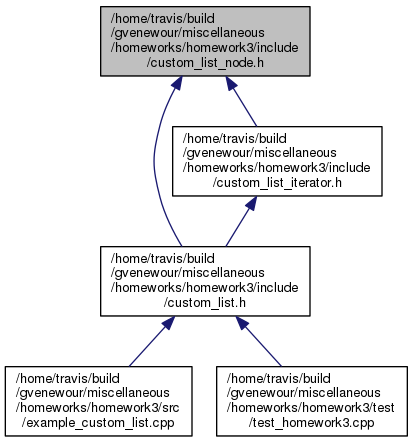 /home/travis/build
/gvenewour/miscellaneous
/homeworks/homework3/include
/custom_list_node.h
/home/travis/build
/gvenewour/miscellaneous
/homeworks/homework3/include
/custom_list_iterator.h
/home/travis/build
/gvenewour/miscellaneous
/homeworks/homework3/include
/custom_list.h
/home/travis/build
/gvenewour/miscellaneous
/homeworks/homework3/src
/example_custom_list.cpp
/home/travis/build
/gvenewour/miscellaneous
/homeworks/homework3/test
/test_homework3.cpp